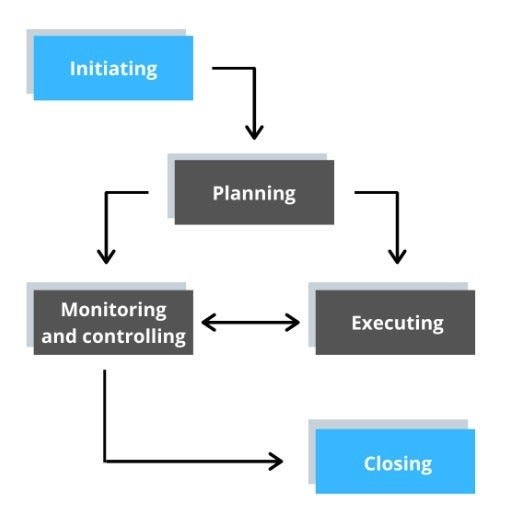 Initiating
Planning
Monitoring
and controlling
Executing
Closing